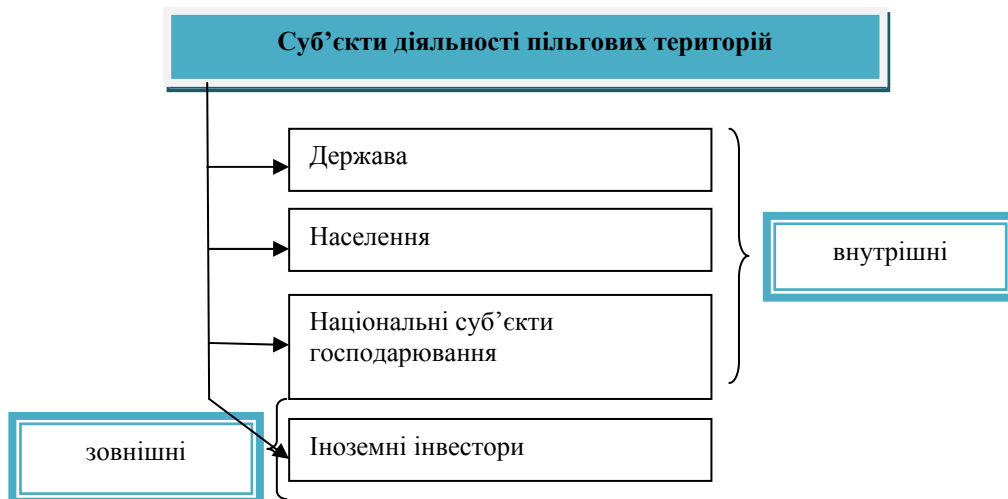 Суб’єкти діяльності пільгових територій
Держава
Населення
внутрішні
Національні суб’єкти
господарювання
зовнішні
Іноземні інвестори